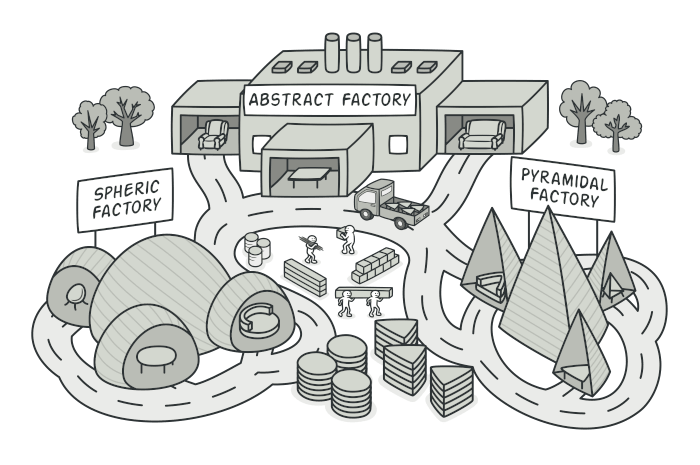 ABSTRACT FACTORY
SPHERIC
FACTORY
PYRAMIDAL
FACTORY